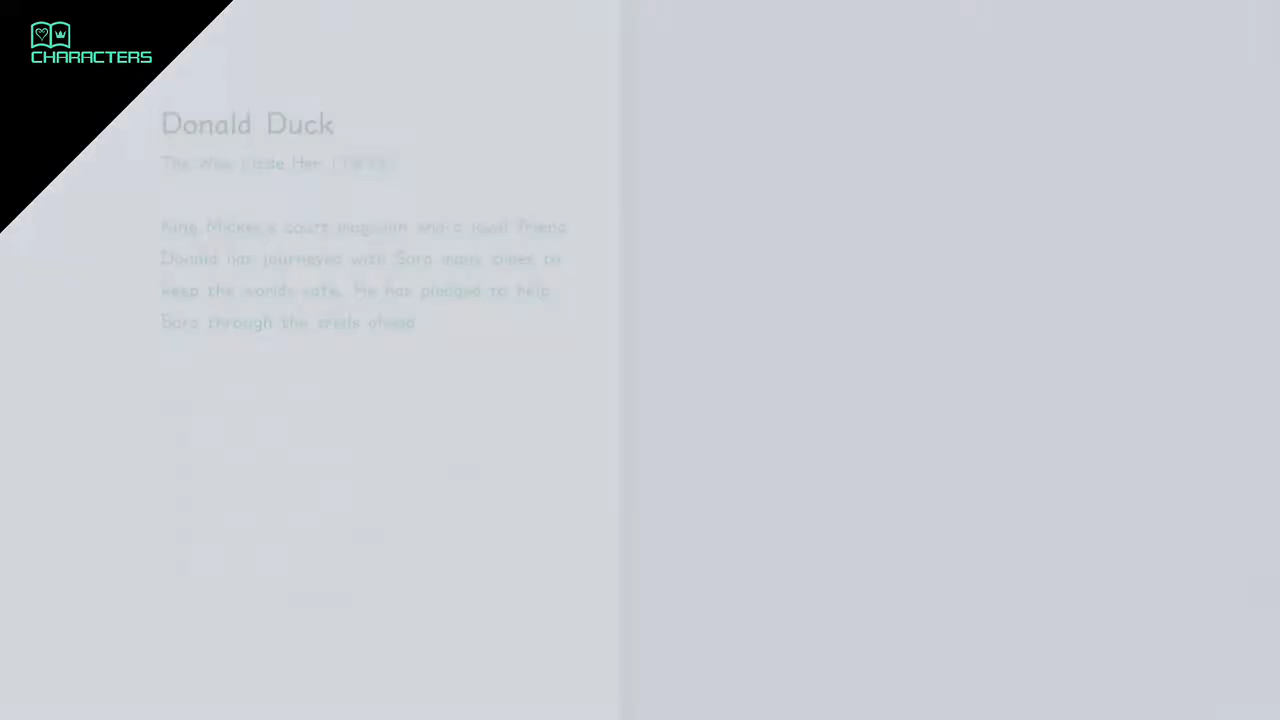 CHARACTERS
Donald Duck
The Wise Little Hen (1934)
King Mickey's court magician and a loyal friend.
Donald has journeyed with Sora many times to
keep the worlds safe. He has pledged to help
Sora through the trials ahead.